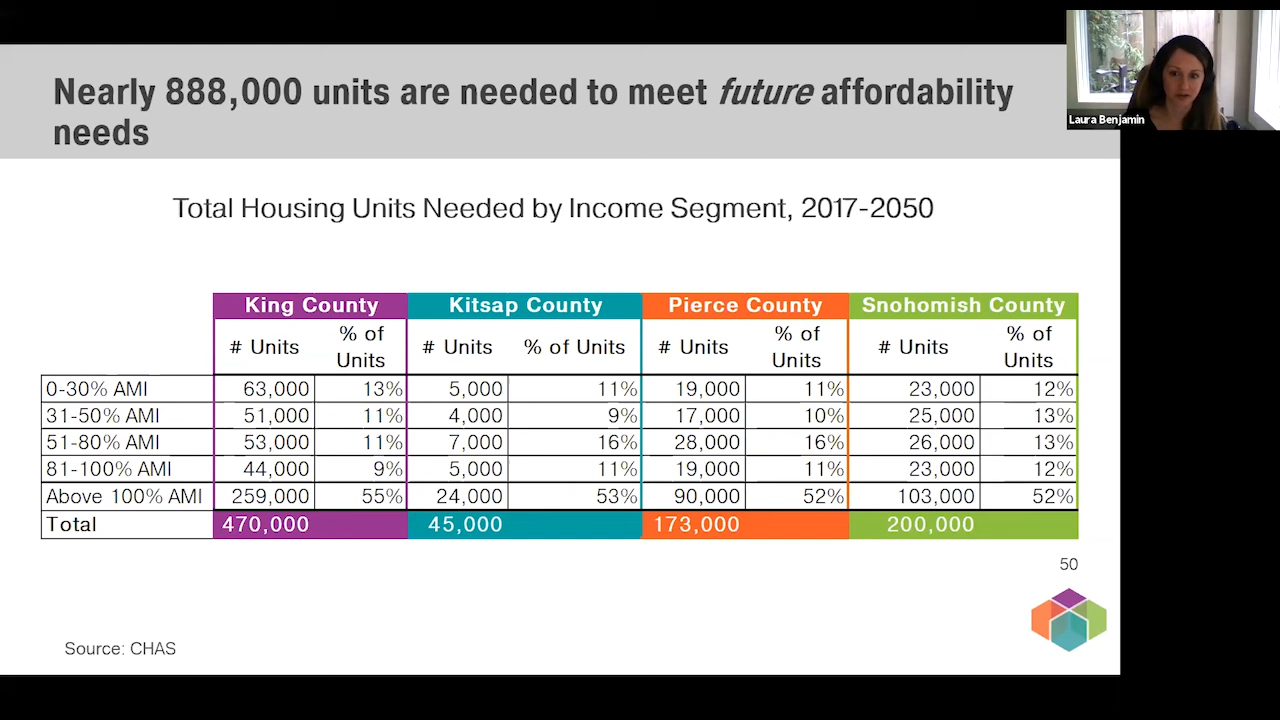 Nearly 888,000 units are needed to meet future affordability
needs
Laura Benjamin
Total Housing Units Needed by Income Segment, 2017-2050
King County Kitsap County Pierce County Snohomish County
# Units % of Units # Units % of Units # Units % of Units # Units % of Units
0-30% AMI 63,000 13% 5,000 11% 19,000 11% 23,000 12%
31-50% AMI 51,000 11% 4,000 9% 17,000 10% 25,000 13%
51-80% AMI 53,000 11% 7,000 16% 28,000 16% 26,000 13%
81-100% AMI 44,000 9% 5,000 11% 19,000 11% 23,000 12%
Above 100% AMI 259,000 55% 24,000 53% 90,000 52% 103,000 52%
Total 470,000 45,000 173,000 200,000
50
Source: CHAS